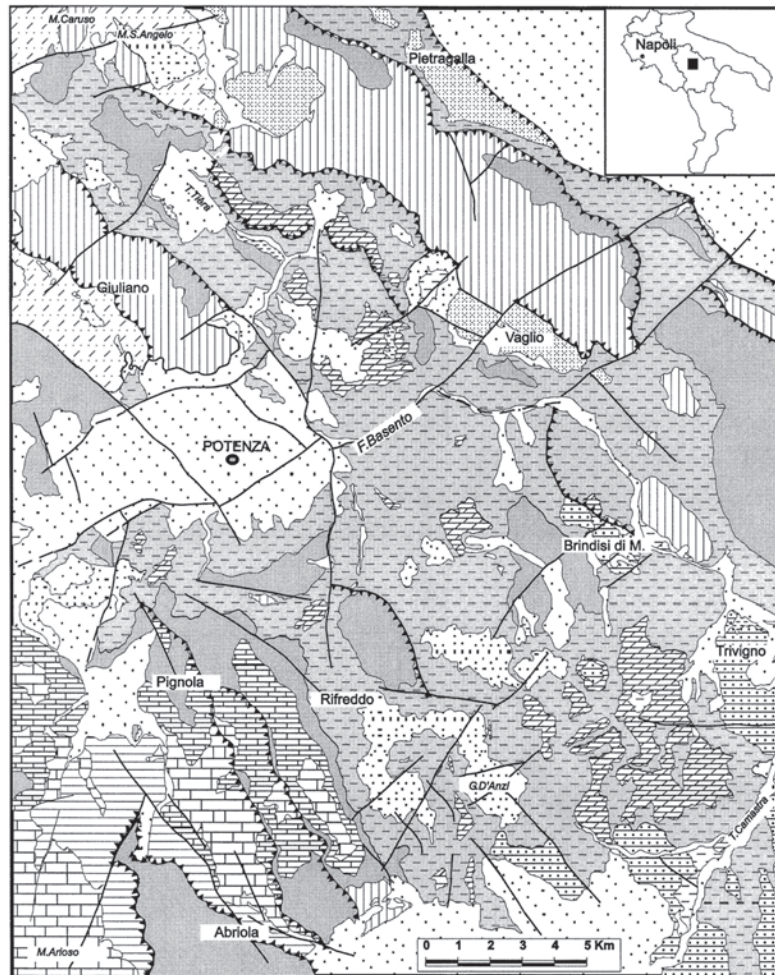 M.Caruso
M.S.Angelo
Pietragalla
Napoli
T.Tiera
Giuliano
Vaglio
F.Basento
POTENZA
Brindisi di M.
Trivigno
Pignola
Rifreddo
G.D'Anzi
T.Camastra
Abriola
M.Arioso
0 1 2 3 4 5 Km